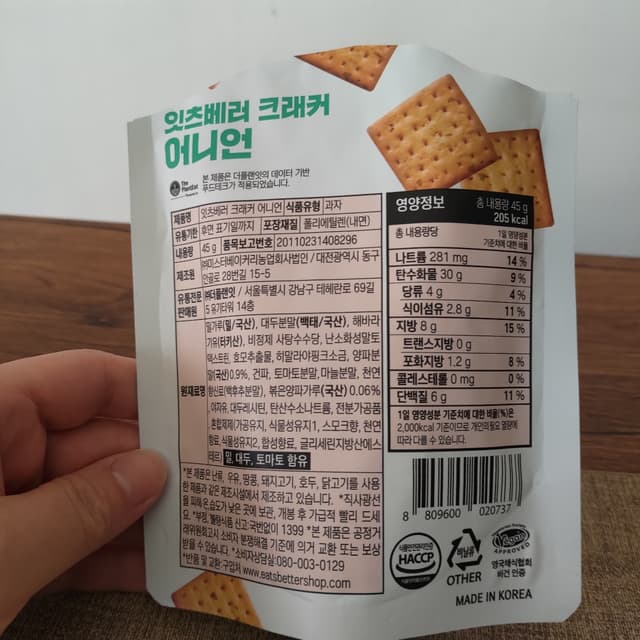 잇츠베러 크래커
어니언
The PlantEat
본 제품은 더플랜잇의 데이터 기반
푸드테크가 적용되었습니다.
제품명 잇츠베러 크래커 어니언 식품유형 과자
유통기한 후면 표기일까지 포장재질 폴리에틸렌(내면)
내용량 45 g 품목보고번호 20110231408296
제조원 ㈜미스터베이커리농업회사법인 / 대전광역시 동구
안골로 28번길 15-5
유통전문판매원 ㈜더플랜잇 / 서울특별시 강남구 테헤란로 69길
5 유기타워 14층
원재료명 밀가루(밀/국산), 대두분말(백태/국산), 해바라
기유(터키산), 비정제 사탕수수당, 난소화성말토
덱스트린, 효모추출물, 히말라야핑크소금, 양파분
말(국산)0.9%, 건파, 토마토분말, 마늘분말, 천연
향신료(백후추분말), 볶은양파가루(국산) 0.06%
야자유, 대두레시틴, 탄산수소나트륨, 전분가공품
혼합제제(가공유지, 식물성유지1, 스모크향, 천연
향료, 식물성유지2, 합성향료, 글리세린지방산에스
테르) 밀, 대두, 토마토 함유
*본 제품은 난류, 우유, 땅콩, 돼지고기, 호두, 닭고기를 사용
한 제품과 같은 제조시설에서 제조하고 있습니다. *직사광선
을 피해 온습도가 낮은 곳에 보관, 개봉 후 가급적 빨리 드세
요. *부정, 불량식품 신고:국번없이 1399 *본 제품은 공정거
래위원회고시 소비자 분쟁해결 기준에 의거 교환 또는 보상
받을 수 있습니다. *소비자상담실:080-003-0129
*반품 및 교환:구입처 www.eatsbettershop.com
영양정보 총 내용량 45 g
205 kcal
총 내용량당 1일 영양성분
기준치에 대한 비율
나트륨 281 mg 14 %
탄수화물 30 g 9 %
당류 4 g 4 %
식이섬유 2.8 g 11 %
지방 8 g 15 %
트랜스지방 0 g
포화지방 1.2 g 8 %
콜레스테롤 0 mg 0 %
단백질 6 g 11 %
1일 영양성분 기준치에 대한 비율(%)은
2,000kcal 기준이므로 개인의 필요 열량에
따라 다를 수 있습니다.
8 809600 020737
HACCP
비닐류
OTHER
Vegan
APPROVED
영국채식협회
비건 인증
MADE IN KOREA